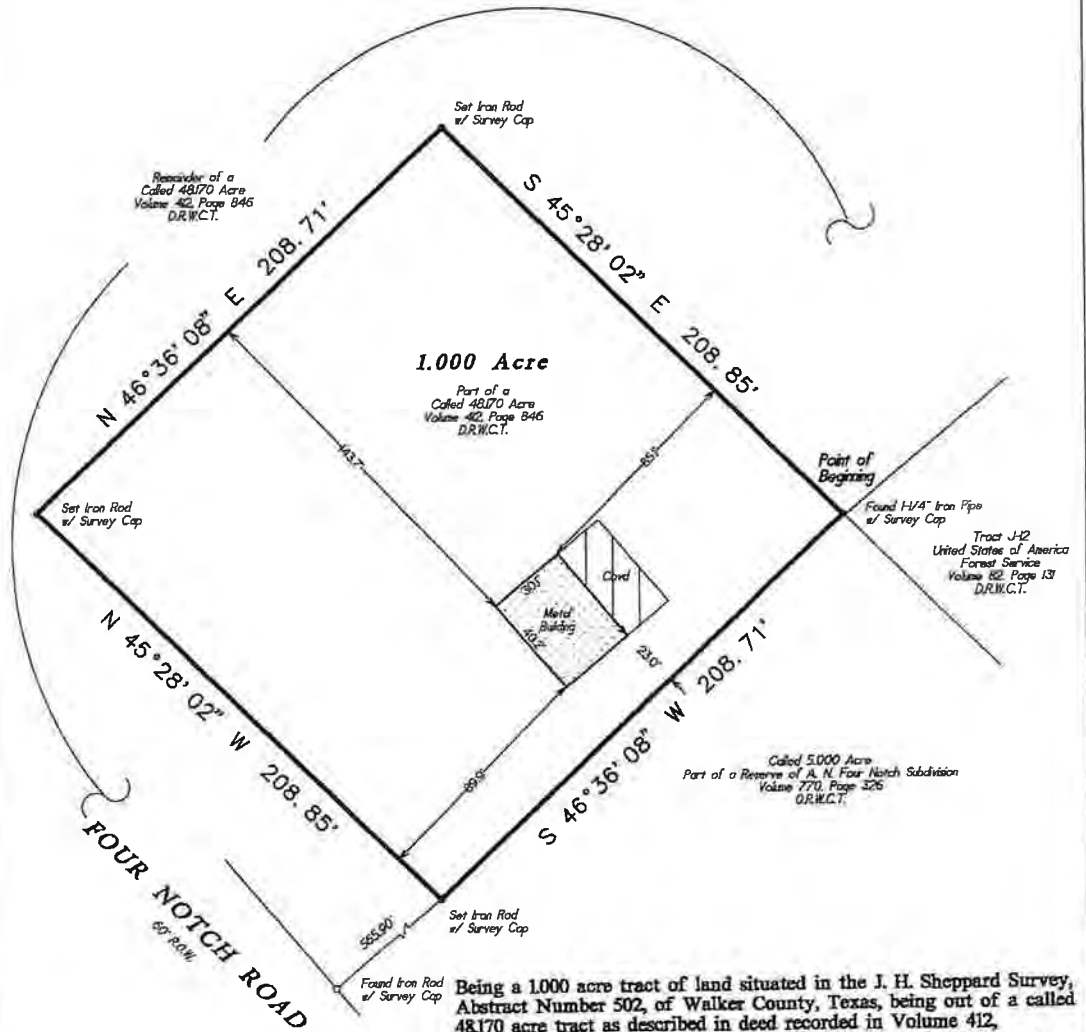 Set Iron Rod
w/ Survey Cap
Remainder of a
Called 48.170 Acre
Volume 412, Page 846
D.R.W.C.T.
N 46°36'08" E 208.71'
S 45°28'02" E 208.85'
1.000 Acre
Part of a
Called 48.170 Acre
Volume 412, Page 846
D.R.W.C.T.
143.7'
Point of
Beginning
Set Iron Rod
w/ Survey Cap
Found 1-1/4" Iron Pipe
w/ Survey Cap
Tract J-12
United States of America
Forest Service
Volume 82, Page 131
D.R.W.C.T.
Covd
30.1'
Metal
Building
40.2'
23.0'
N 45°28'02" W 208.85'
S 46°36'08" W 208.71'
89.9'
Called 5.000 Acre
Part of a Reserve of A. N. Four Notch Subdivision
Volume 770, Page 326
O.R.W.C.T.
FOUR NOTCH ROAD
60' R.O.W.
Set Iron Rod
w/ Survey Cap
565.90'
Found Iron Rod
w/ Survey Cap
Being a 1.000 acre tract of land situated in the J. H. Sheppard Survey,
Abstract Number 502, of Walker County, Texas, being out of a called
48.170 acre tract as described in deed recorded in Volume 412,